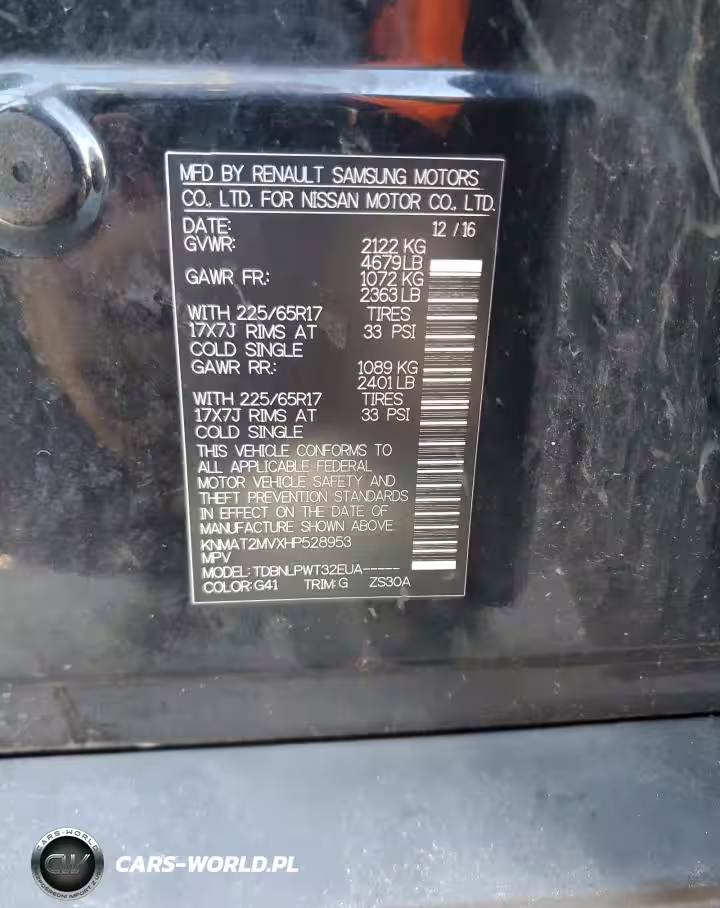 MFD BY RENAULT SAMSUNG MOTORS
CO., LTD. FOR NISSAN MOTOR CO., LTD.
DATE: 12 / 16
GVWR: 2122 KG
4679LB
GAWR FR: 1072 KG
2363 LB
WITH 225/65R17 TIRES
17X7J RIMS AT 33 PSI
COLD SINGLE
GAWR RR.: 1089 KG
2401 LB
WITH 225/65R17 TIRES
17X7J RIMS AT 33 PSI
COLD SINGLE
THIS VEHICLE CONFORMS TO
ALL APPLICABLE FEDERAL
MOTOR VEHICLE SAFETY AND
THEFT PREVENTION STANDARDS
IN EFFECT ON THE DATE OF
MANUFACTURE SHOWN ABOVE.
KNMAT2MVXHP528953
MPV
MODEL: TDBNLPWT32EUA-----
COLOR: G41 TRIM: G ZS30A
CARS-WORLD
CW
CARS-WORLD.PL